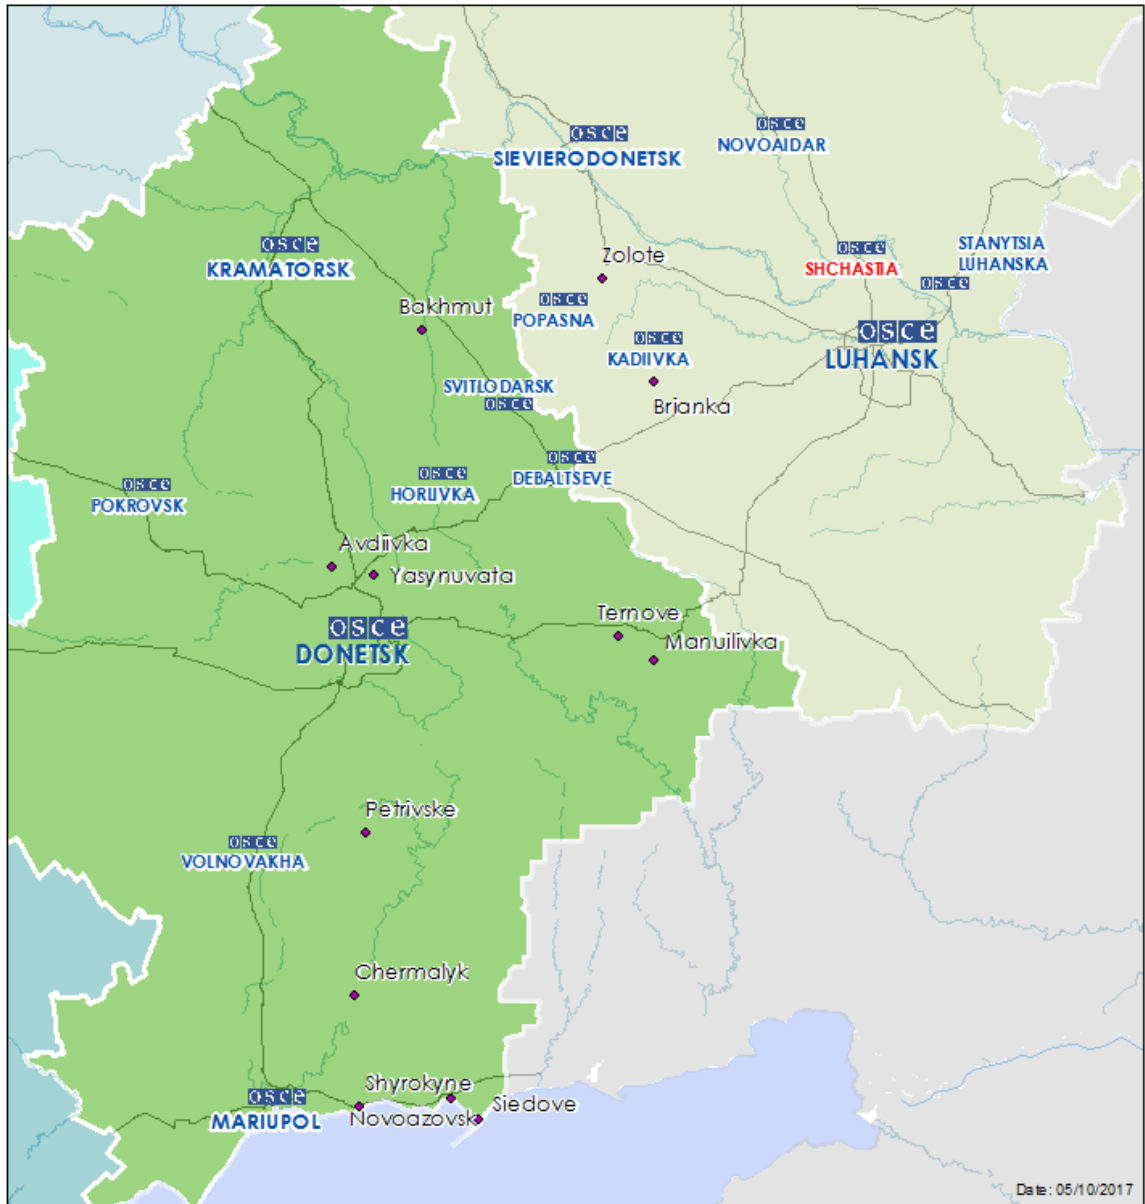 osce
SIEVIERODONETSK
osce
NOVOAIDAR
osce
KRAMATORSK
Zolote
osce
SHCHASTIA
STANYTSIA
LUHANSKA
osce
Bakhmut
osce
POPASNA
osce
KADIIVKA
osce
LUHANSK
SVITLODARSK
osce
Brianka
osce
POKROVSK
osce
HORLIVKA
osce
DEBALTSEVE
Avdiivka
Yasynuvata
osce
DONETSK
Ternove
Manuilivka
Petrivske
osce
VOLNOVAKHA
Chermalyk
osce
MARIUPOL
Shyrokyne
Novoazovsk
Siedove
Date: 05/10/2017